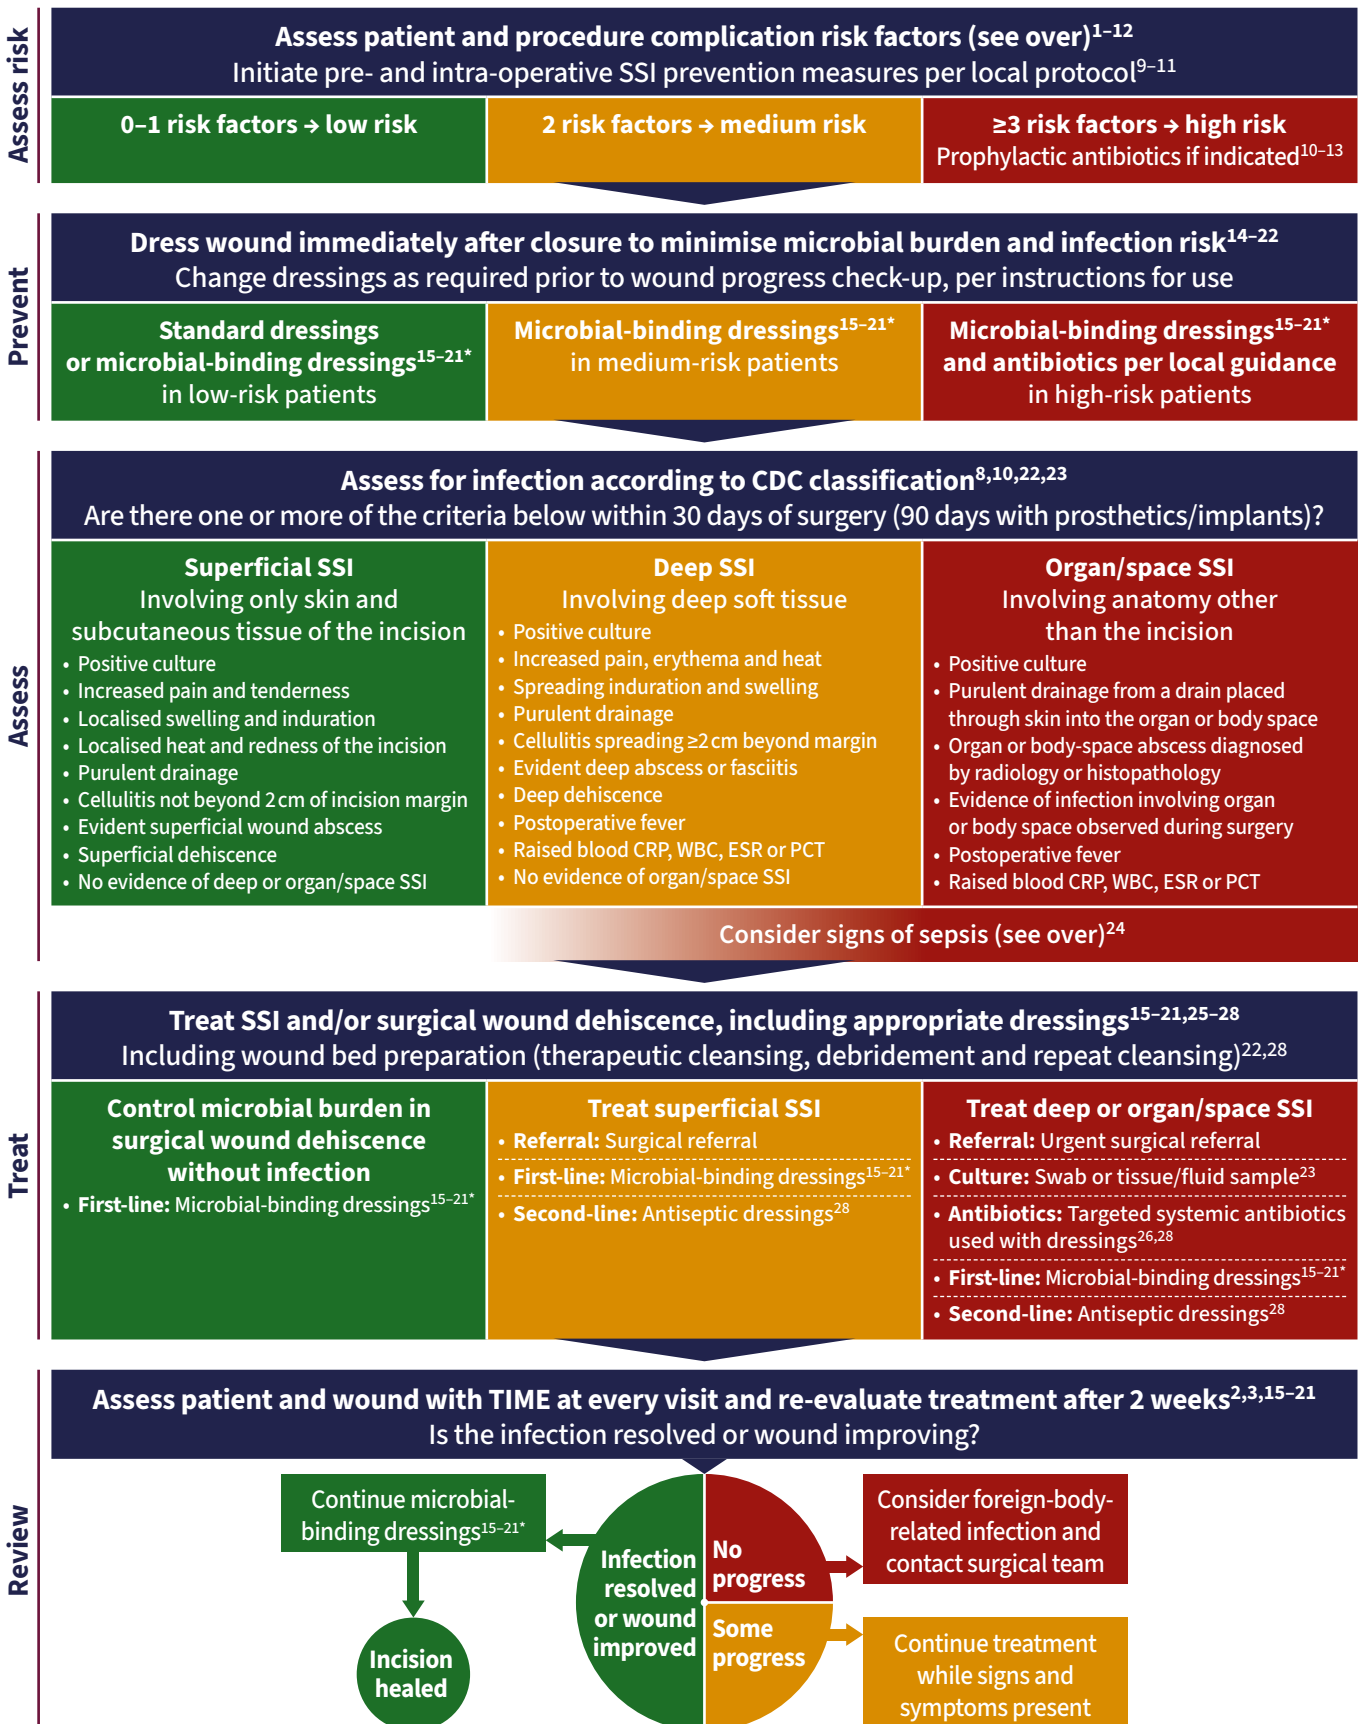 Assess risk
Assess patient and procedure complication risk factors (see over)1–12
Initiate pre- and intra-operative SSI prevention measures per local protocol9–11
0–1 risk factors → low risk
2 risk factors → medium risk
≥3 risk factors → high risk
Prophylactic antibiotics if indicated10–13
Prevent
Dress wound immediately after closure to minimise microbial burden and infection risk14–22
Change dressings as required prior to wound progress check-up, per instructions for use
Standard dressings
or microbial-binding dressings15–21*
in low-risk patients
Microbial-binding dressings15–21*
in medium-risk patients
Microbial-binding dressings15–21*
and antibiotics per local guidance
in high-risk patients
Assess
Assess for infection according to CDC classification8,10,22,23
Are there one or more of the criteria below within 30 days of surgery (90 days with prosthetics/implants)?
Superficial SSI
Involving only skin and
subcutaneous tissue of the incision
• Positive culture
• Increased pain and tenderness
• Localised swelling and induration
• Localised heat and redness of the incision
• Purulent drainage
• Cellulitis not beyond 2 cm of incision margin
• Evident superficial wound abscess
• Superficial dehiscence
• No evidence of deep or organ/space SSI
Deep SSI
Involving deep soft tissue
• Positive culture
• Increased pain, erythema and heat
• Spreading induration and swelling
• Purulent drainage
• Cellulitis spreading ≥2 cm beyond margin
• Evident deep abscess or fasciitis
• Deep dehiscence
• Postoperative fever
• Raised blood CRP, WBC, ESR or PCT
• No evidence of organ/space SSI
Organ/space SSI
Involving anatomy other
than the incision
• Positive culture
• Purulent drainage from a drain placed
through skin into the organ or body space
• Organ or body-space abscess diagnosed
by radiology or histopathology
• Evidence of infection involving organ
or body space observed during surgery
• Postoperative fever
• Raised blood CRP, WBC, ESR or PCT
Consider signs of sepsis (see over)24
Treat
Treat SSI and/or surgical wound dehiscence, including appropriate dressings15–21,25–28
Including wound bed preparation (therapeutic cleansing, debridement and repeat cleansing)22,28
Control microbial burden in
surgical wound dehiscence
without infection
• First-line: Microbial-binding dressings15–21*
Treat superficial SSI
• Referral: Surgical referral
• First-line: Microbial-binding dressings15–21*
• Second-line: Antiseptic dressings28
Treat deep or organ/space SSI
• Referral: Urgent surgical referral
• Culture: Swab or tissue/fluid sample23
• Antibiotics: Targeted systemic antibiotics
used with dressings26,28
• First-line: Microbial-binding dressings15–21*
• Second-line: Antiseptic dressings28
Review
Assess patient and wound with TIME at every visit and re-evaluate treatment after 2 weeks2,3,15–21
Is the infection resolved or wound improving?
Continue microbial-
binding dressings15–21*
Incision
healed
Infection
resolved
or wound
improved
No
progress
Some
progress
Consider foreign-body-
related infection and
contact surgical team
Continue treatment
while signs and
symptoms present